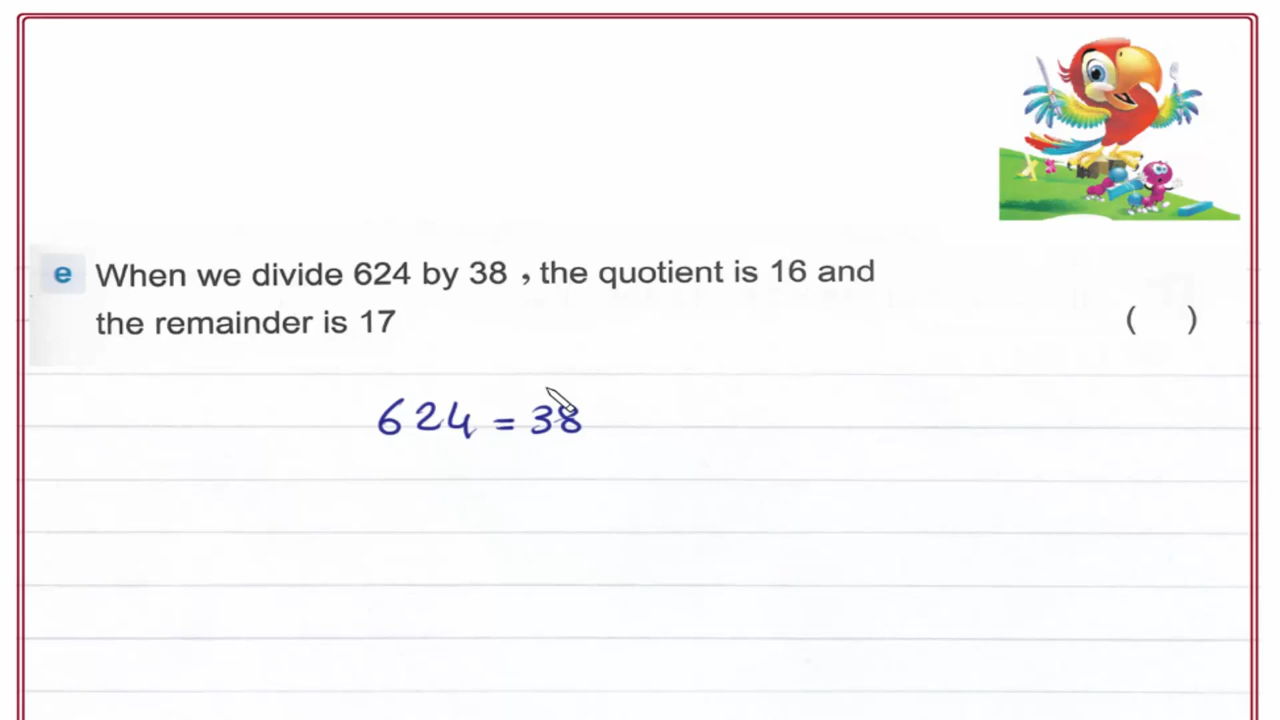 e When we divide 624 by 38 , the quotient is 16 and
the remainder is 17 ( )
624 = 38